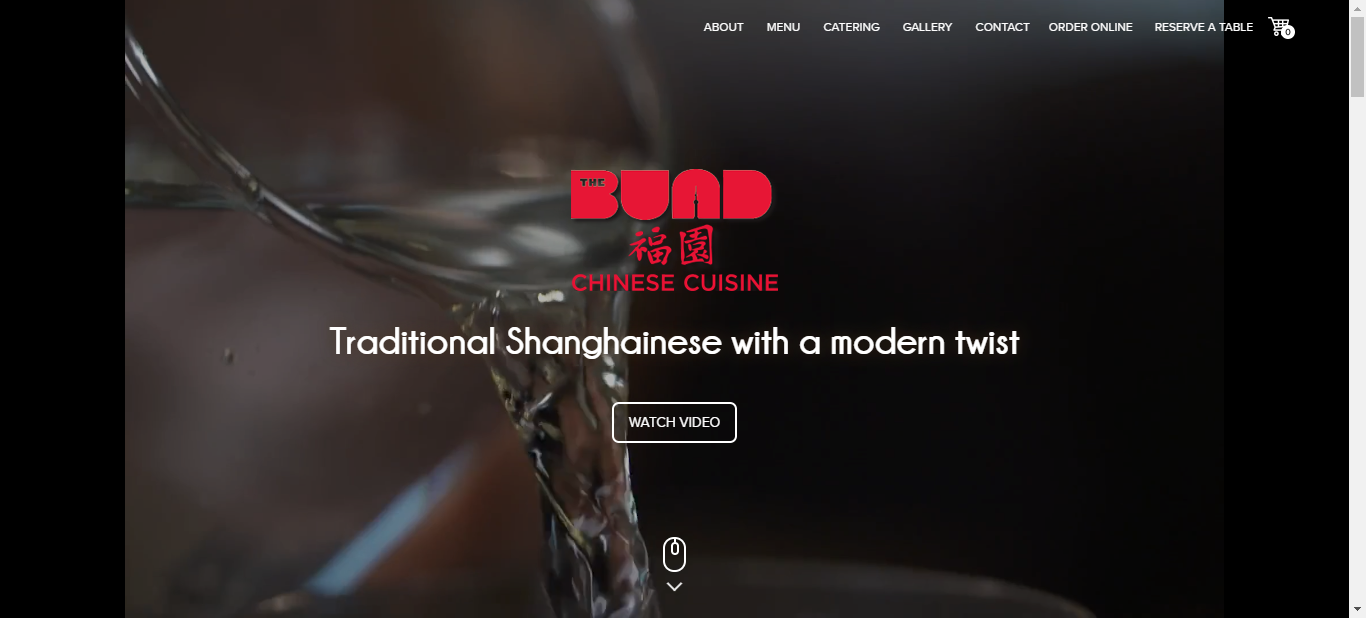 ABOUT MENU CATERING GALLERY CONTACT ORDER ONLINE RESERVE A TABLE 0
THE BUND
福園
CHINESE CUISINE
Traditional Shanghainese with a modern twist
WATCH VIDEO